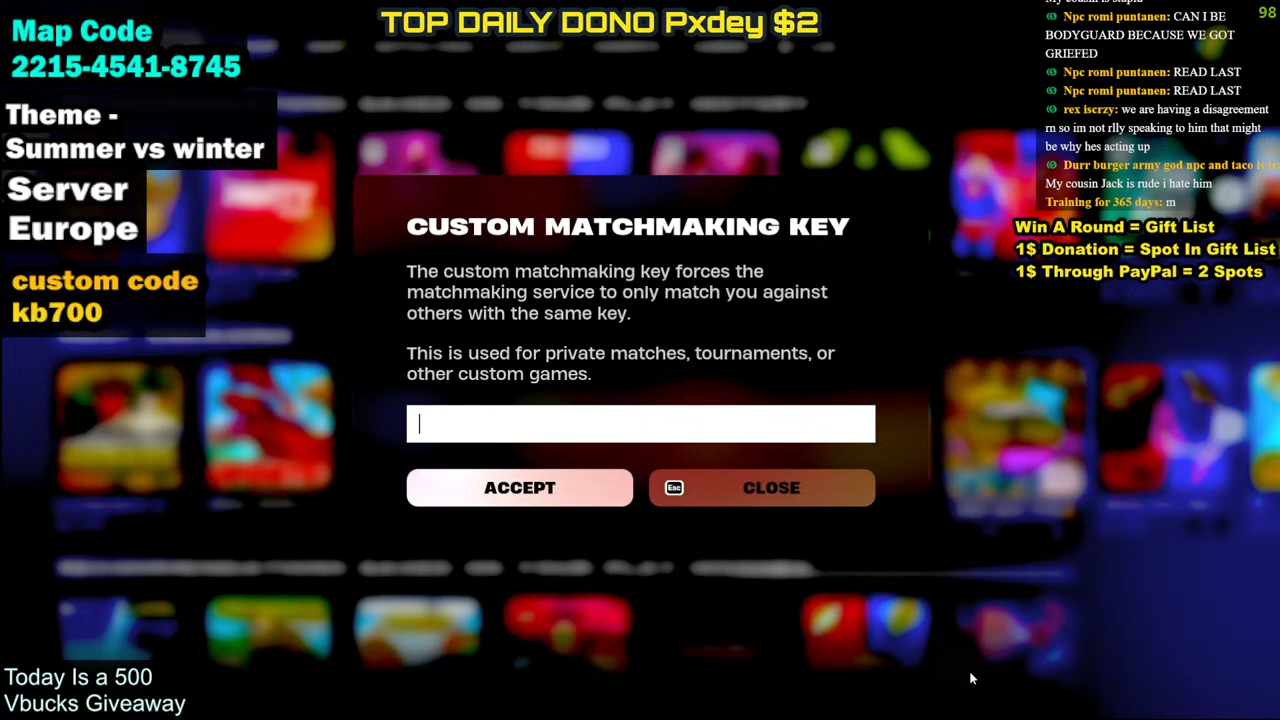 TOP DAILY DONO Pxdey $2
98
Map Code
2215-4541-8745
Theme -
Summer vs winter
Server
Europe
custom code
kb700
CUSTOM MATCHMAKING KEY
The custom matchmaking key forces the
matchmaking service to only match you against
others with the same key.
This is used for private matches, tournaments, or
other custom games.
ACCEPT
Esc
CLOSE
My cousin is stupid
Npc romi puntanen: CAN I BE
BODYGUARD BECAUSE WE GOT
GRIEFED
Npc romi puntanen: READ LAST
Npc romi puntanen: READ LAST
rex iscrzy: we are having a disagreement
rn so im not rlly speaking to him that might
be why hes acting up
Durr burger army god npc and taco is
My cousin Jack is rude i hate him
Training for 365 days: m
Win A Round = Gift List
1$ Donation = Spot In Gift List
1$ Through PayPal = 2 Spots
Today Is a 500
Vbucks Giveaway